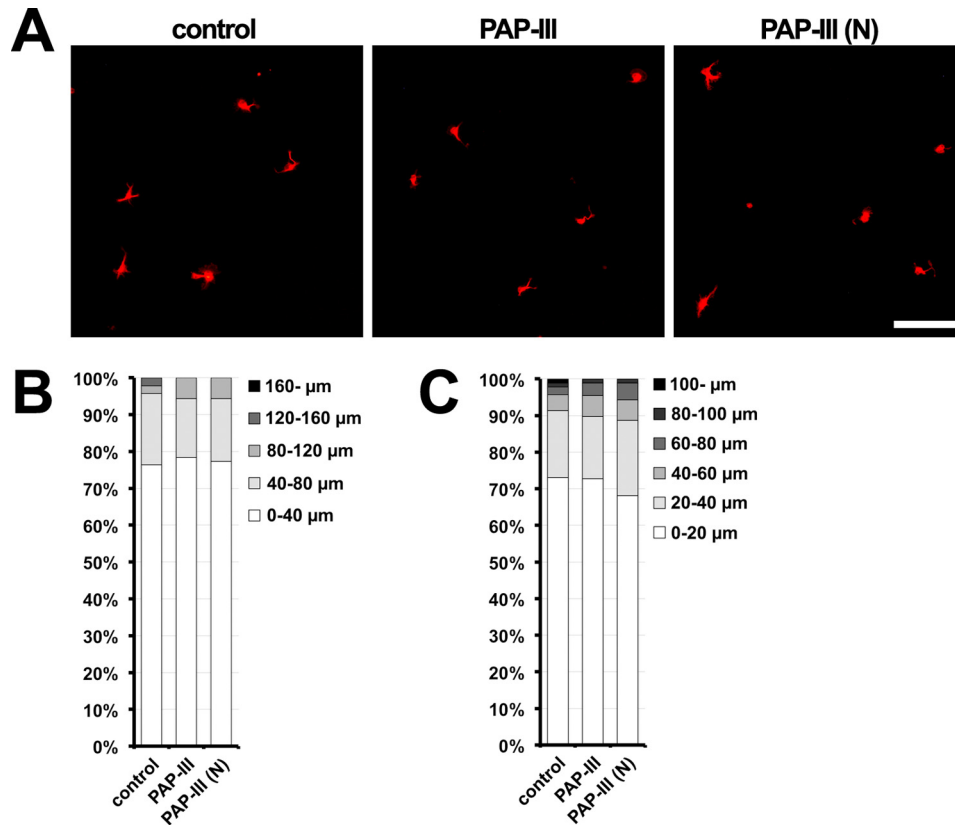 A
control
PAP-III
PAP-III (N)
B
100%
90%
80%
70%
60%
50%
40%
30%
20%
10%
0%
control
PAP-III
PAP-III (N)
160- µm
120-160 µm
80-120 µm
40-80 µm
0-40 µm
C
100%
90%
80%
70%
60%
50%
40%
30%
20%
10%
0%
control
PAP-III
PAP-III (N)
100- µm
80-100 µm
60-80 µm
40-60 µm
20-40 µm
0-20 µm